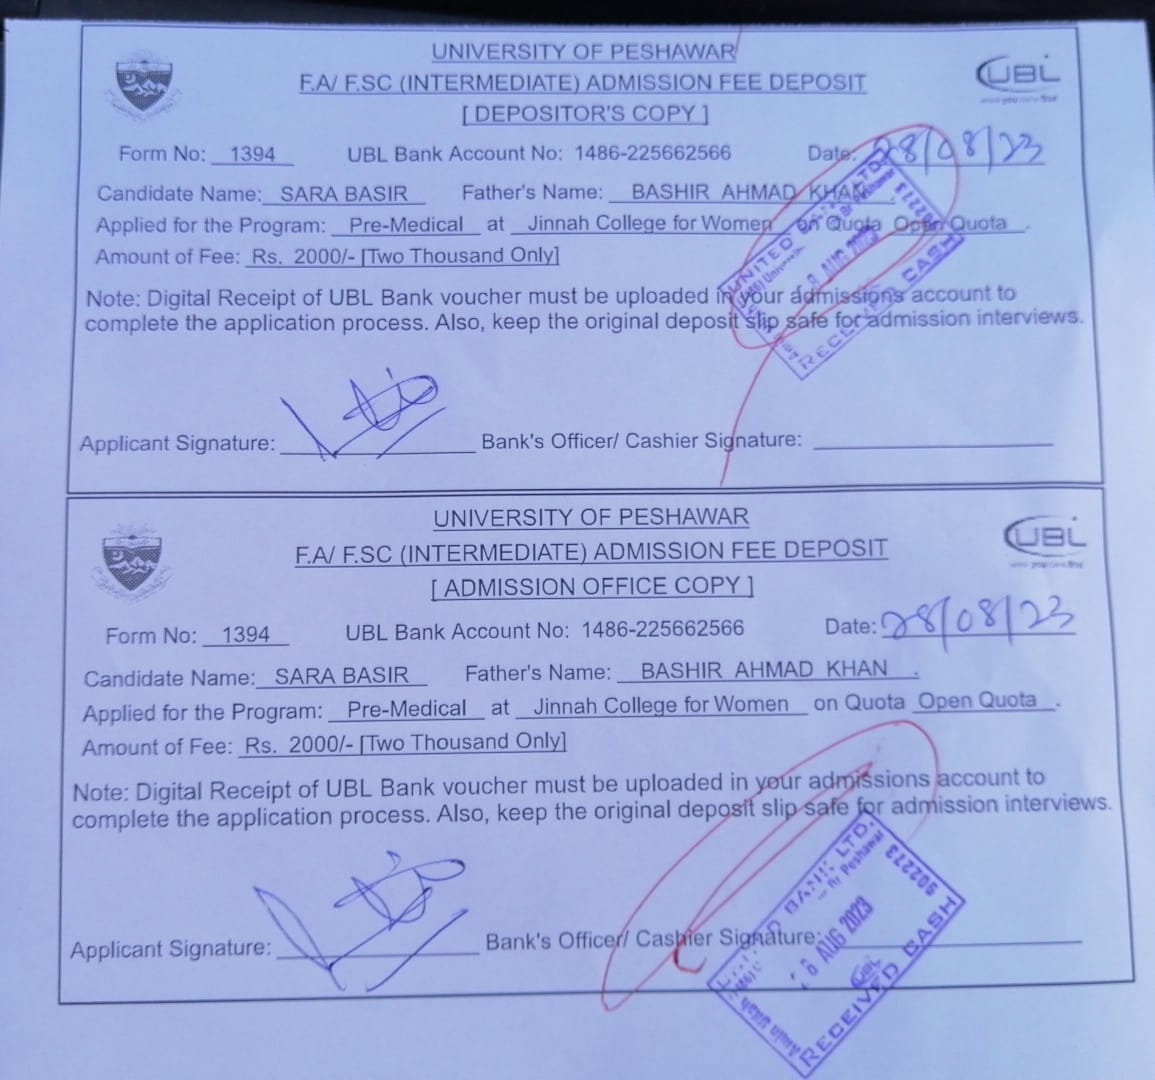 UNIVERSITY OF PESHAWAR
F.A/ F.SC (INTERMEDIATE) ADMISSION FEE DEPOSIT
[ DEPOSITOR'S COPY ]
UBL
Form No: 1394 UBL Bank Account No: 1486-225662566 Date: 28/08/23
Candidate Name: SARA BASIR Father's Name: BASHIR AHMAD KHAN .
Applied for the Program: Pre-Medical at Jinnah College for Women on Quota Open Quota .
Amount of Fee: Rs. 2000/- [Two Thousand Only]
Note: Digital Receipt of UBL Bank voucher must be uploaded in your admissions account to
complete the application process. Also, keep the original deposit slip safe for admission interviews.
UNITED
LTD.
Peshawar
AUG 2023
RECEIVED CASH
Applicant Signature: Bank's Officer/ Cashier Signature:
UNIVERSITY OF PESHAWAR
F.A/ F.SC (INTERMEDIATE) ADMISSION FEE DEPOSIT
[ ADMISSION OFFICE COPY ]
UBL
you
Form No: 1394 UBL Bank Account No: 1486-225662566 Date: 28/08/23
Candidate Name: SARA BASIR Father's Name: BASHIR AHMAD KHAN .
Applied for the Program: Pre-Medical at Jinnah College for Women on Quota Open Quota .
Amount of Fee: Rs. 2000/- [Two Thousand Only]
Note: Digital Receipt of UBL Bank voucher must be uploaded in your admissions account to
complete the application process. Also, keep the original deposit slip safe for admission interviews.
Applicant Signature: Bank's Officer/ Cashier Signature:
BANK LTD.
Peshawar
902273
AUG 2023
UBL
RECEIVED CASH